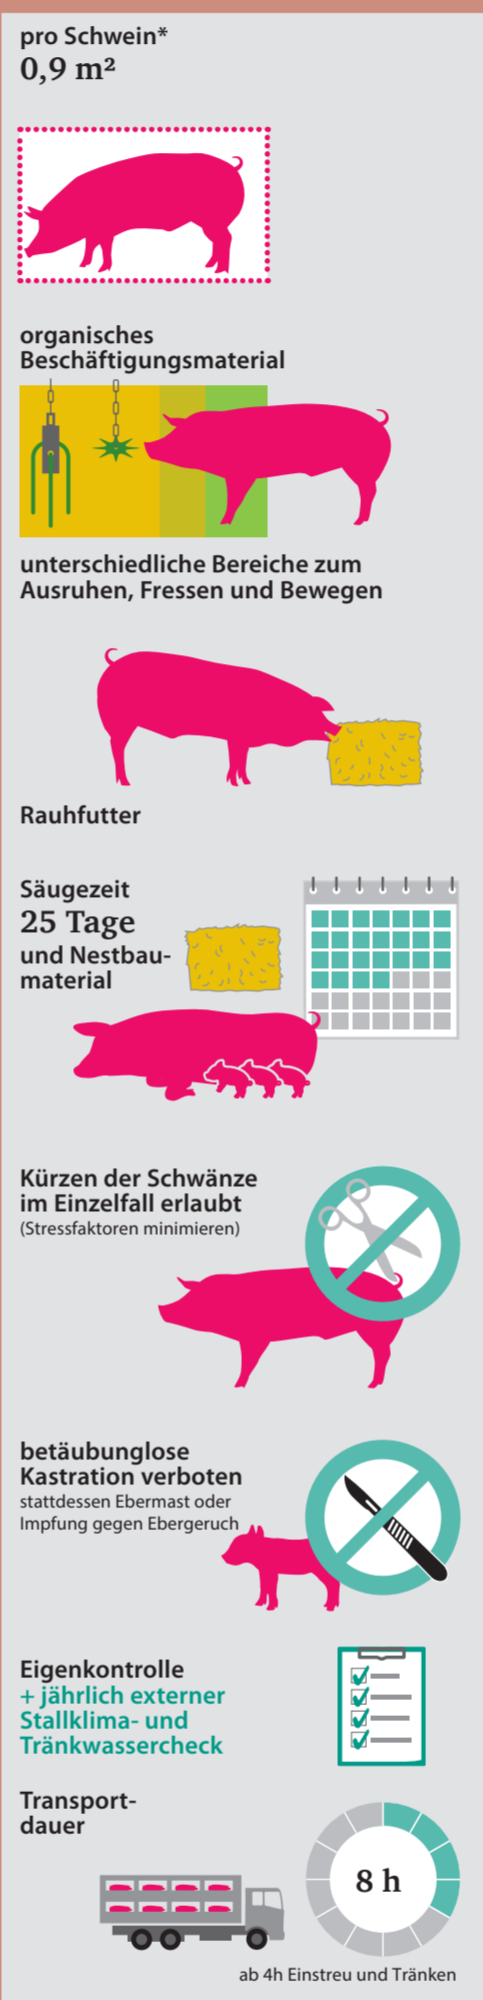 pro Schwein*
0,9 m²
organisches
Beschäftigungsmaterial
unterschiedliche Bereiche zum
Ausruhen, Fressen und Bewegen
Rauhfutter
Säugezeit
25 Tage
und Nestbau-
material
Kürzen der Schwänze
im Einzelfall erlaubt
(Stressfaktoren minimieren)
betäubunglose
Kastration verboten
stattdessen Ebermast oder
Impfung gegen Ebergeruch
Eigenkontrolle
+ jährlich externer
Stallklima- und
Tränkwassercheck
Transport-
dauer
8 h
ab 4h Einstreu und Tränken